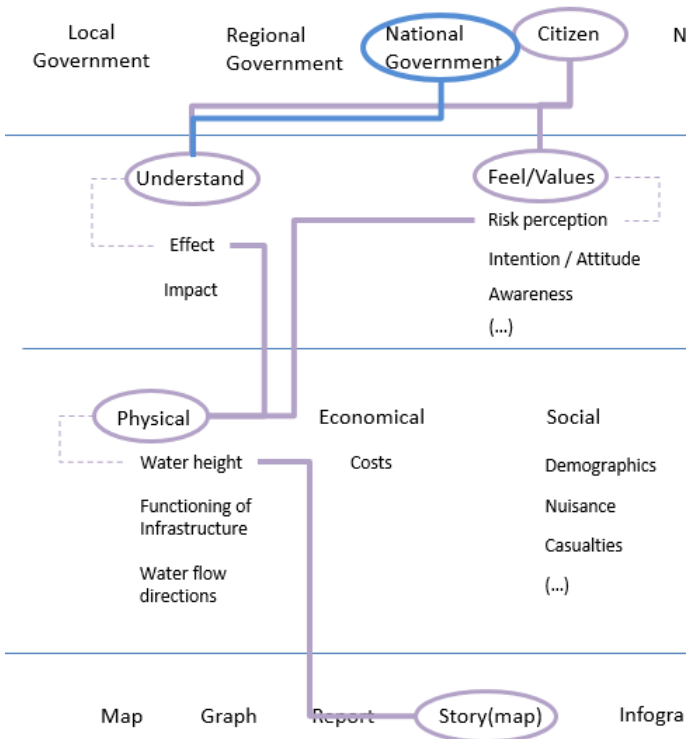 Local
Government
Regional
Government
National
Government
Citizen
N
Understand
Feel/Values
Effect
Impact
Risk perception
Intention / Attitude
Awareness
(...)
Physical
Economical
Social
Water height
Functioning of
Infrastructure
Water flow
directions
Costs
Demographics
Nuisance
Casualties
(...)
Map
Graph
Report
Story(map)
Infogra